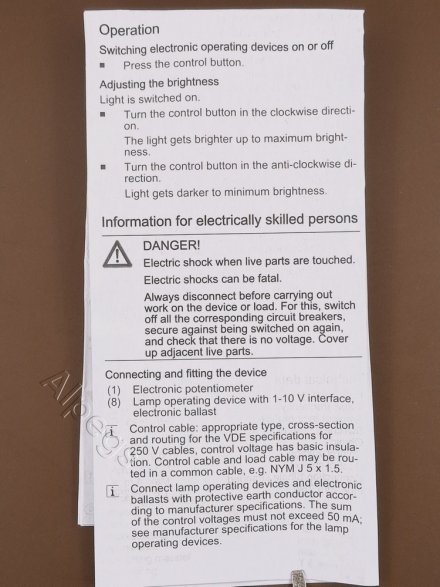 Operation
Switching electronic operating devices on or off
■ Press the control button.
Adjusting the brightness
Light is switched on.
■ Turn the control button in the clockwise directi-
on.
The light gets brighter up to maximum bright-
ness.
■ Turn the control button in the anti-clockwise di-
rection.
Light gets darker to minimum brightness.
Information for electrically skilled persons
DANGER!
Electric shock when live parts are touched.
Electric shocks can be fatal.
Always disconnect before carrying out
work on the device or load. For this, switch
off all the corresponding circuit breakers,
secure against being switched on again,
and check that there is no voltage. Cover
up adjacent live parts.
Connecting and fitting the device
(1) Electronic potentiometer
(8) Lamp operating device with 1-10 V interface,
electronic ballast
i Control cable: appropriate type, cross-section
and routing for the VDE specifications for
250 V cables, control voltage has basic insula-
tion. Control cable and load cable may be rou-
ted in a common cable, e.g. NYM J 5 x 1.5.
i Connect lamp operating devices and electronic
ballasts with protective earth conductor accor-
ding to manufacturer specifications. The sum
of the control voltages must not exceed 50 mA;
see manufacturer specifications for the lamp
operating devices.